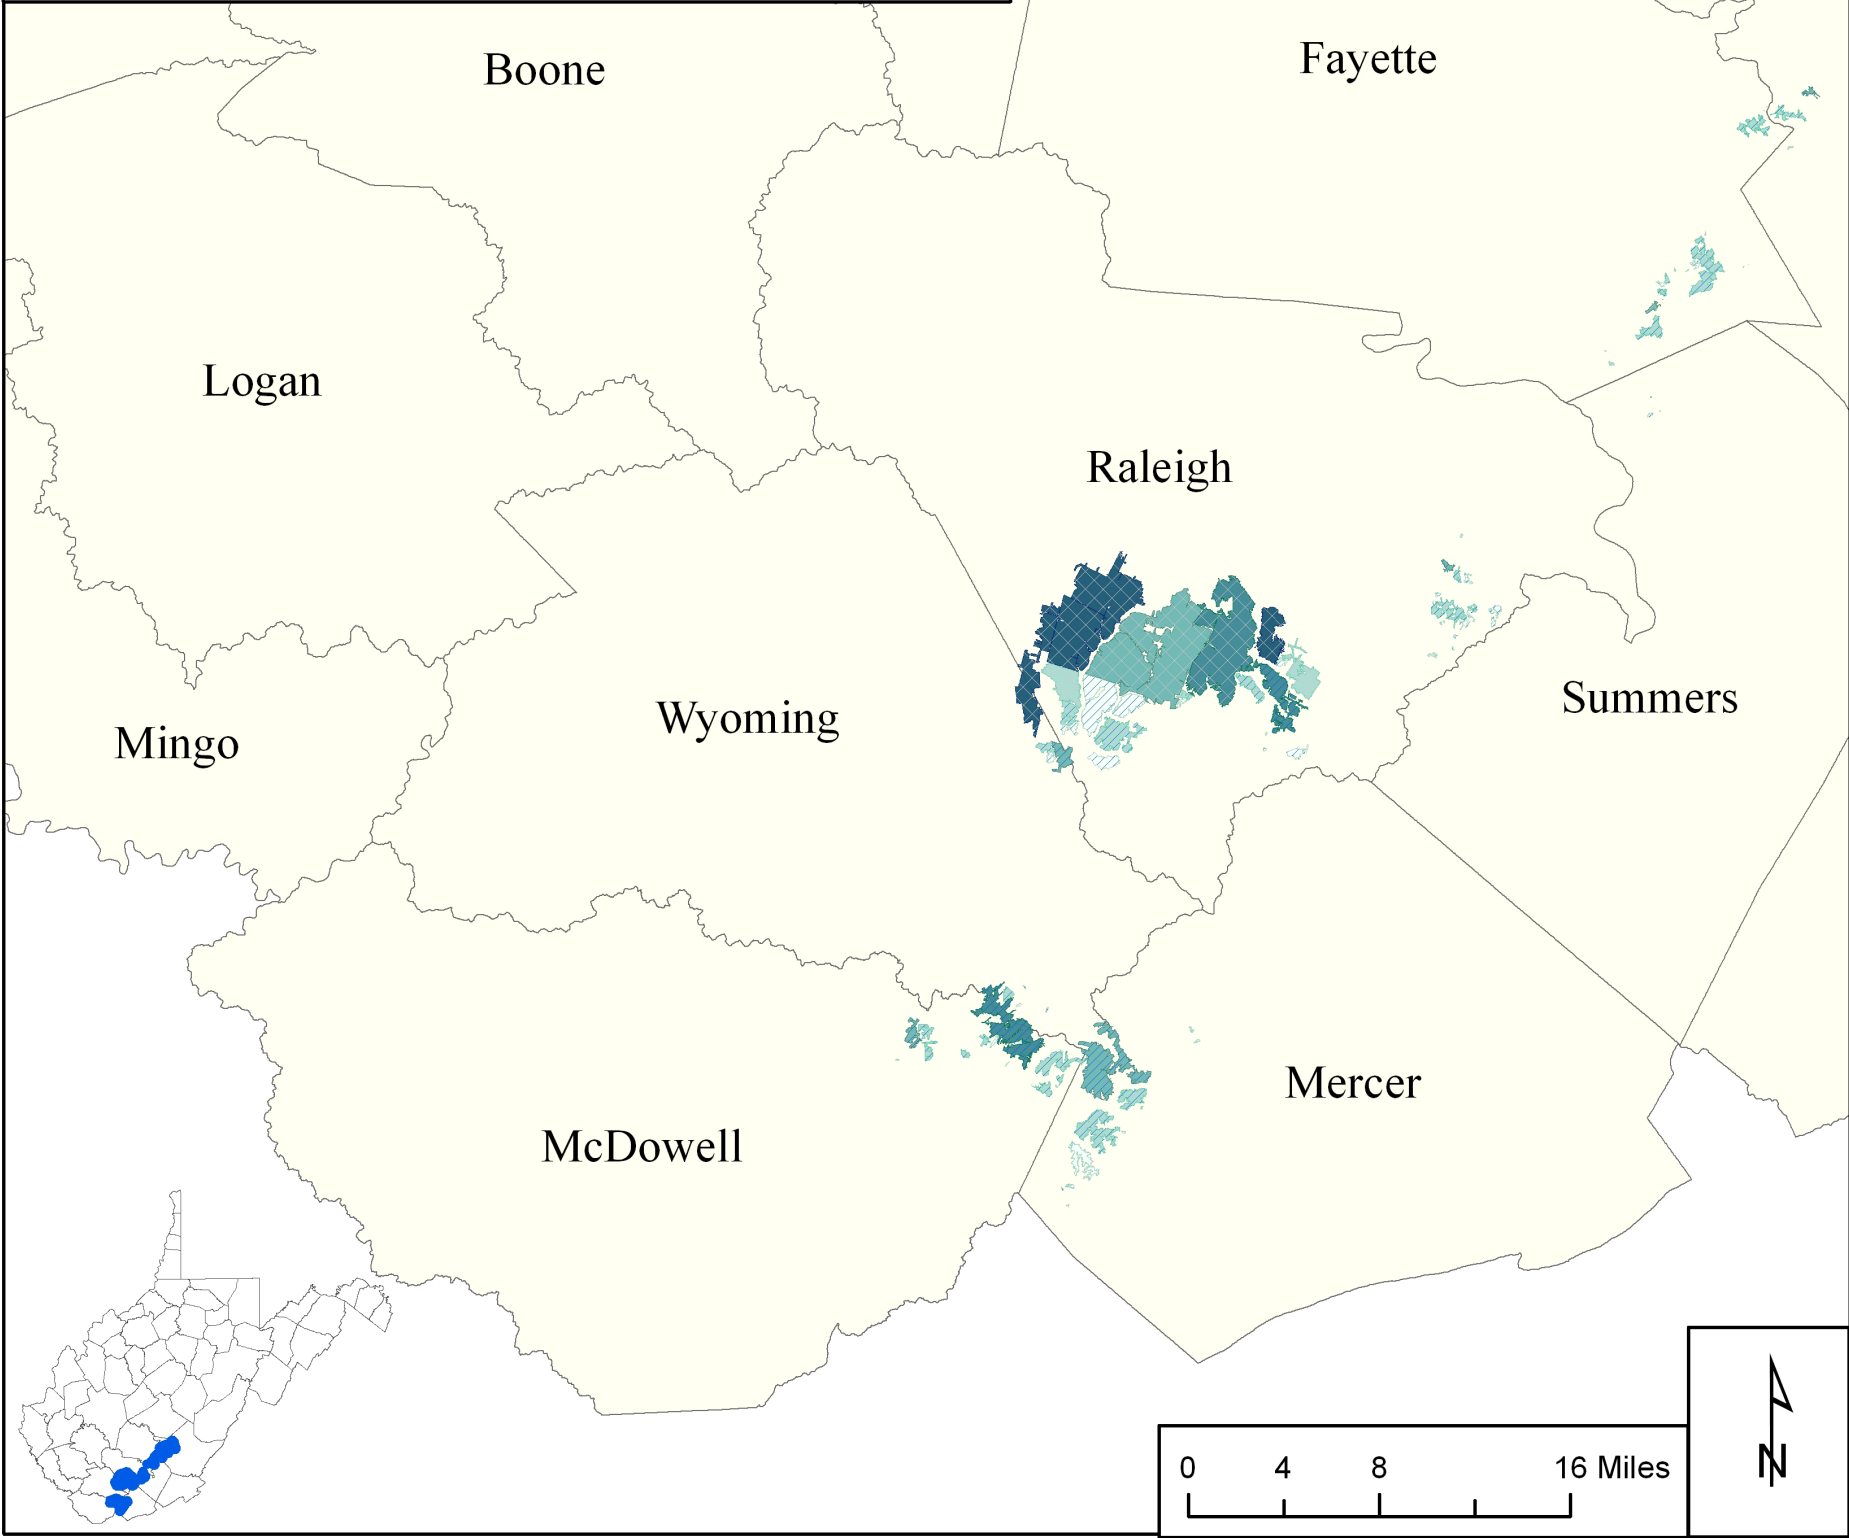 Boone
Fayette
Logan
Raleigh
Summers
Wyoming
Mingo
Mercer
McDowell
0 4 8 16 Miles
N